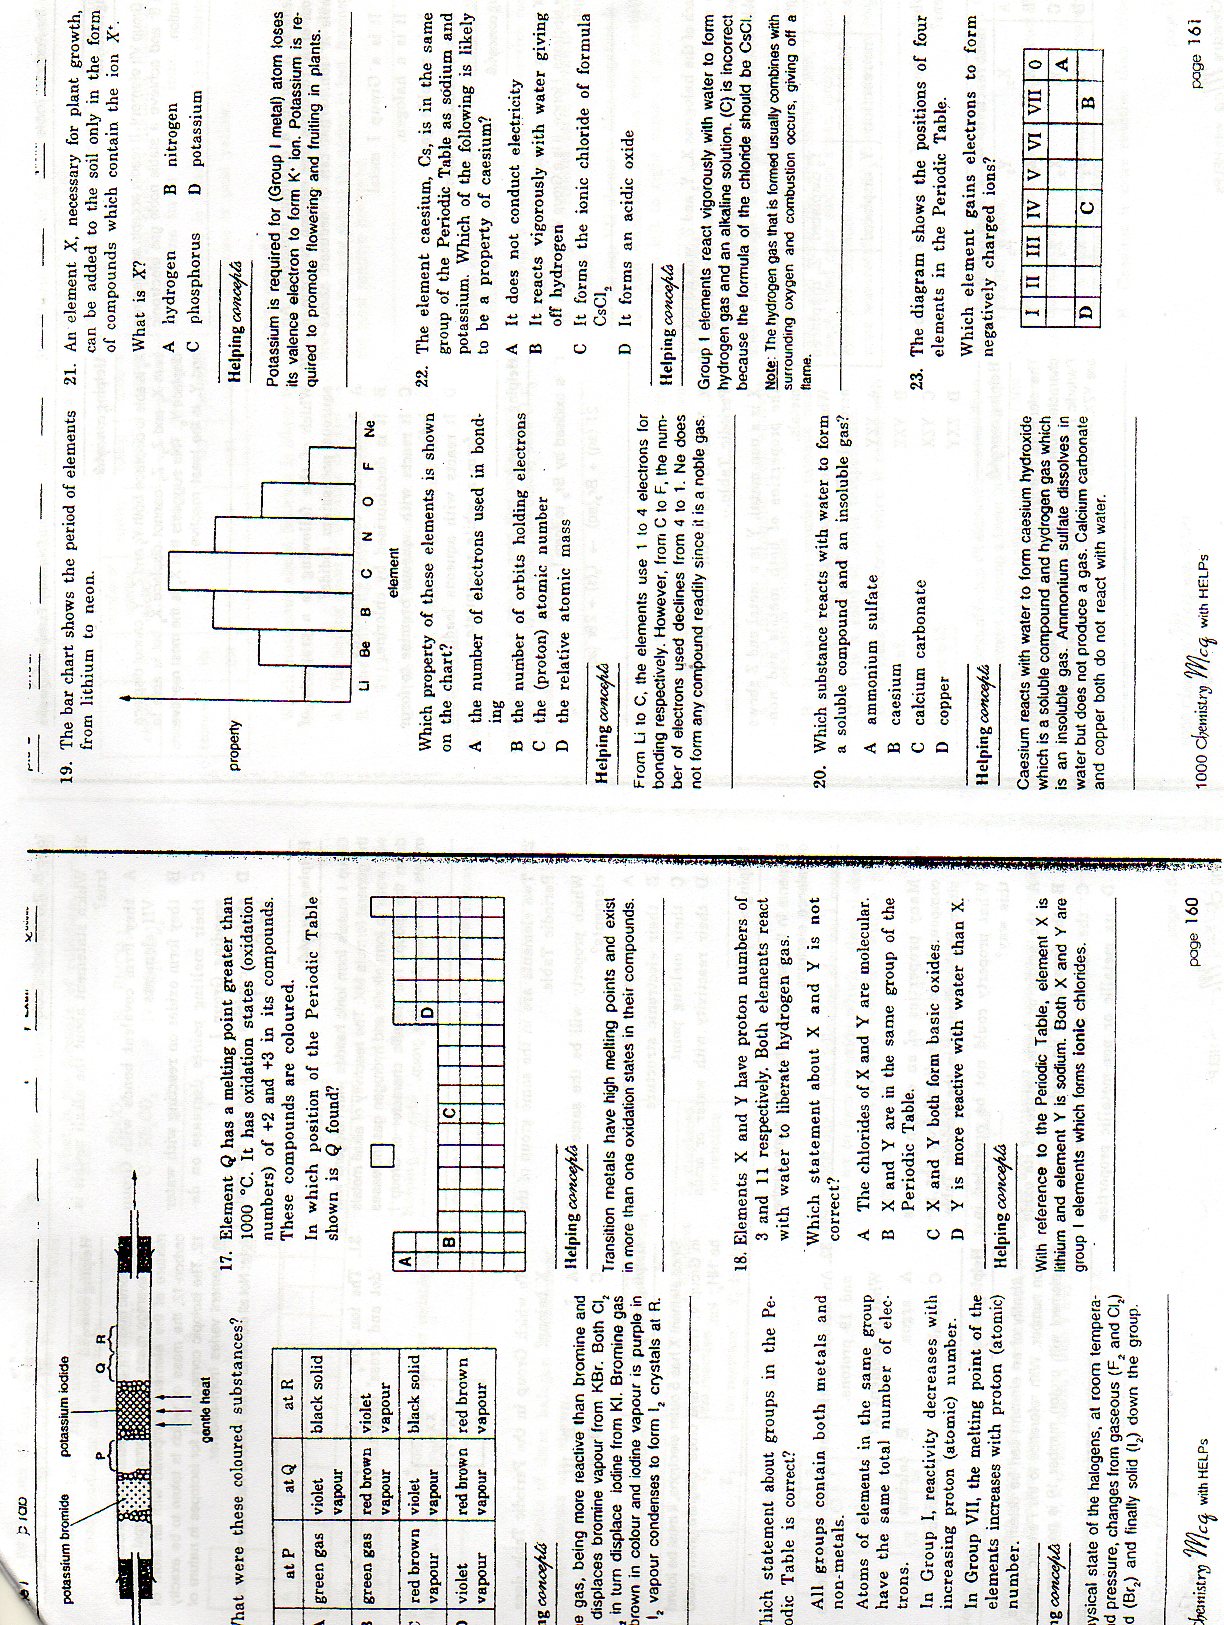 potassium bromide potassium iodide
P Q R
gentle heat
What were these coloured substances?
at P at Q at R
green gas violet vapour black solid
green gas red brown vapour violet vapour
red brown vapour violet vapour black solid
violet vapour red brown vapour red brown vapour
concepts
gas, being more reactive than bromine and
displaces bromine vapour from KBr. Both Cl2
in turn displace iodine from KI. Bromine gas
brown in colour and iodine vapour is purple in
I2 vapour condenses to form I2 crystals at R.
statement about groups in the Pe-
Table is correct?
All groups contain both metals and
non-metals.
Atoms of elements in the same group
have the same total number of elec-
trons.
In Group I, reactivity decreases with
increasing proton (atomic) number.
In Group VII, the melting point of the
elements increases with proton (atomic)
number.
concepts
state of the halogens, at room tempera-
pressure, changes from gaseous (F2 and Cl2)
(Br2) and finally solid (I2) down the group.
Chemistry Mcq with HELPs
17. Element Q has a melting point greater than
1000 °C. It has oxidation states (oxidation
numbers) of +2 and +3 in its compounds.
These compounds are coloured.
In which position of the Periodic Table
shown is Q found?
A
D
B C
Helping concepts
Transition metals have high melting points and exist
in more than one oxidation states in their compounds.
18. Elements X and Y have proton numbers of
3 and 11 respectively. Both elements react
with water to liberate hydrogen gas.
Which statement about X and Y is not
correct?
A The chlorides of X and Y are molecular.
B X and Y are in the same group of the
Periodic Table.
C X and Y both form basic oxides.
D Y is more reactive with water than X.
Helping concepts
With reference to the Periodic Table, element X is
lithium and element Y is sodium. Both X and Y are
group I elements which forms ionic chlorides.
page 160
19. The bar chart shows the period of elements
from lithium to neon.
property
Li Be B C N O F Ne
element
Which property of these elements is shown
on the chart?
A the number of electrons used in bond-
ing
B the number of orbits holding electrons
C the (proton) atomic number
D the relative atomic mass
Helping concepts
From Li to C, the elements use 1 to 4 electrons for
bonding respectively. However, from C to F, the num-
ber of electrons used declines from 4 to 1. Ne does
not form any compound readily since it is a noble gas.
20. Which substance reacts with water to form
a soluble compound and an insoluble gas?
A ammonium sulfate
B caesium
C calcium carbonate
D copper
Helping concepts
Caesium reacts with water to form caesium hydroxide
which is a soluble compound and hydrogen gas which
is an insoluble gas. Ammonium sulfate dissolves in
water but does not produce a gas. Calcium carbonate
and copper both do not react with water.
1000 Chemistry Mcq with HELPs
21. An element X, necessary for plant growth,
can be added to the soil only in the form
of compounds which contain the ion X+.
What is X?
A hydrogen B nitrogen
C phosphorus D potassium
Helping concepts
Potassium is required for (Group I metal) atom loses
its valence electron to form K+ ion. Potassium is re-
quired to promote flowering and fruiting in plants.
22. The element caesium, Cs, is in the same
group of the Periodic Table as sodium and
potassium. Which of the following is likely
to be a property of caesium?
A It does not conduct electricity
B It reacts vigorously with water giving
off hydrogen
C It forms the ionic chloride of formula
CsCl2
D It forms an acidic oxide
Helping concepts
Group I elements react vigorously with water to form
hydrogen gas and an alkaline solution. (C) is incorrect
because the formula of the chloride should be CsCl.
Note: The hydrogen gas that is formed usually combines with
surrounding oxygen and combustion occurs, giving off a
flame.
23. The diagram shows the positions of four
elements in the Periodic Table.
Which element gains electrons to form
negatively charged ions?
I II III IV V VI VII 0
A
D C B
page 161